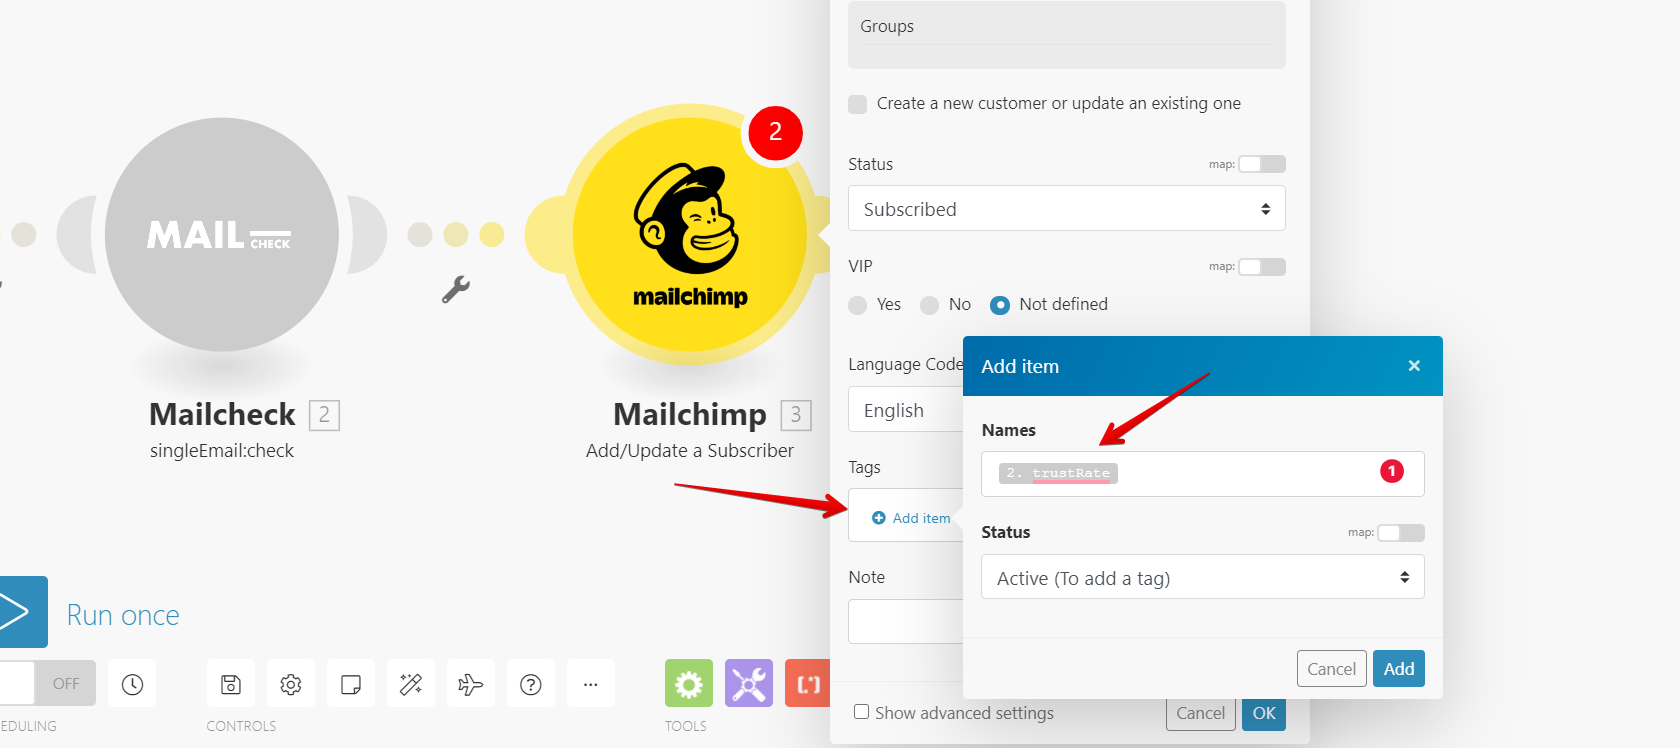 Groups
Create a new customer or update an existing one
Status
map:
Subscribed
VIP
map:
Yes
No
Not defined
Language Code
English
Tags
Add item
Note
Show advanced settings
Cancel
OK
Add item
×
Names
2. trustRate
1
Status
map:
Active (To add a tag)
Cancel
Add
MAIL CHECK
Mailcheck 2
singleEmail:check
2
mailchimp
Mailchimp 3
Add/Update a Subscriber
Run once
OFF
EDULING
?
...
CONTROLS
[.*]
TOOLS